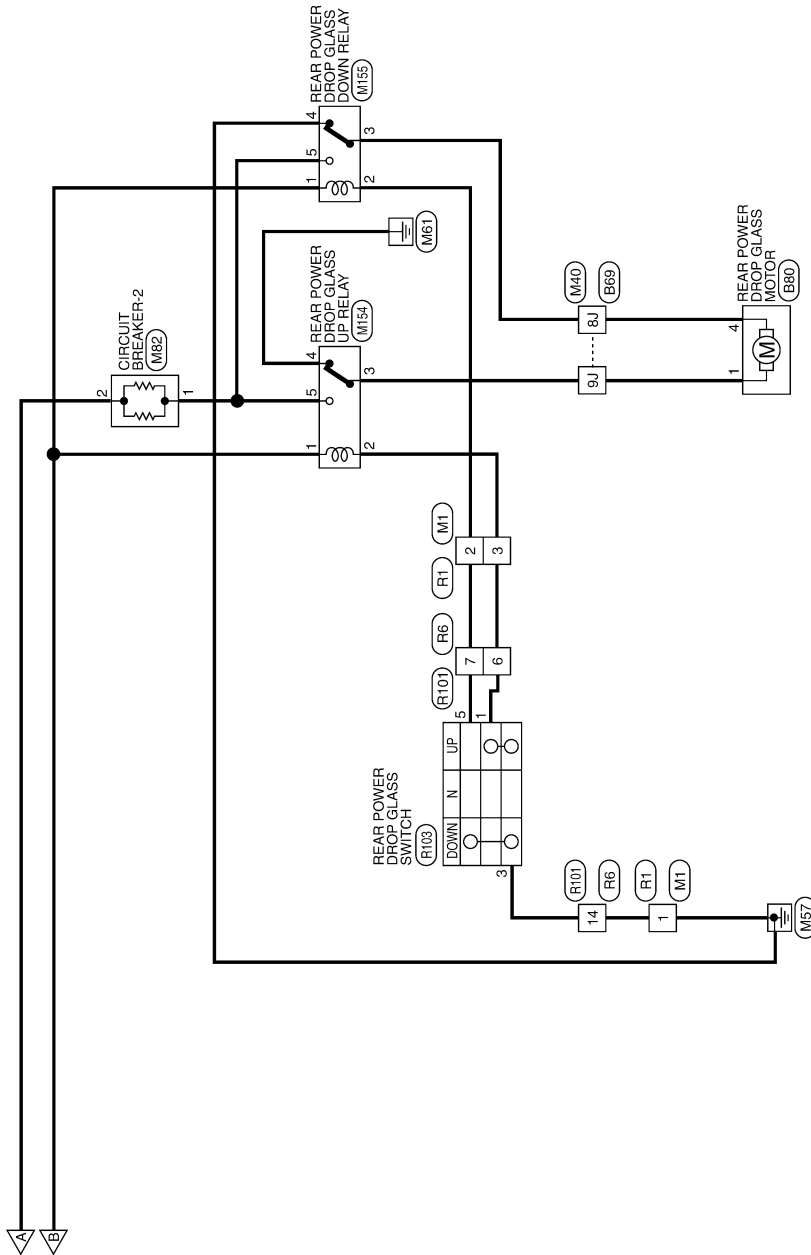 REAR POWER
DROP GLASS
DOWN RELAY
M155
4
5
1
3
2
REAR POWER
DROP GLASS
UP RELAY
M154
4
5
1
3
2
M61
CIRCUIT
BREAKER-2
M82
2
1
M40
B69
8J
9J
REAR POWER
DROP GLASS
MOTOR
B80
4
1
M
M1
R1
2
3
R6
R101
7
6
REAR POWER
DROP GLASS
SWITCH
R103
DOWN
N
UP
5
1
3
R101
R6
14
R1
M1
1
M57
A
B